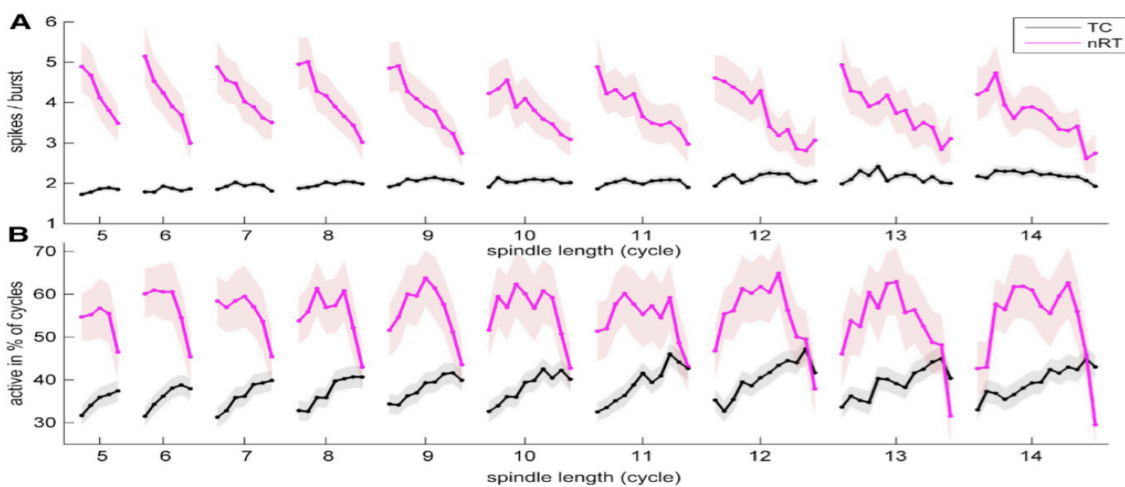 A
6
5
4
3
2
1
spikes / burst
TC
nRT
5 6 7 8 9 10 11 12 13 14
spindle length (cycle)
B
70
60
50
40
30
active in % of cycles
5 6 7 8 9 10 11 12 13 14
spindle length (cycle)